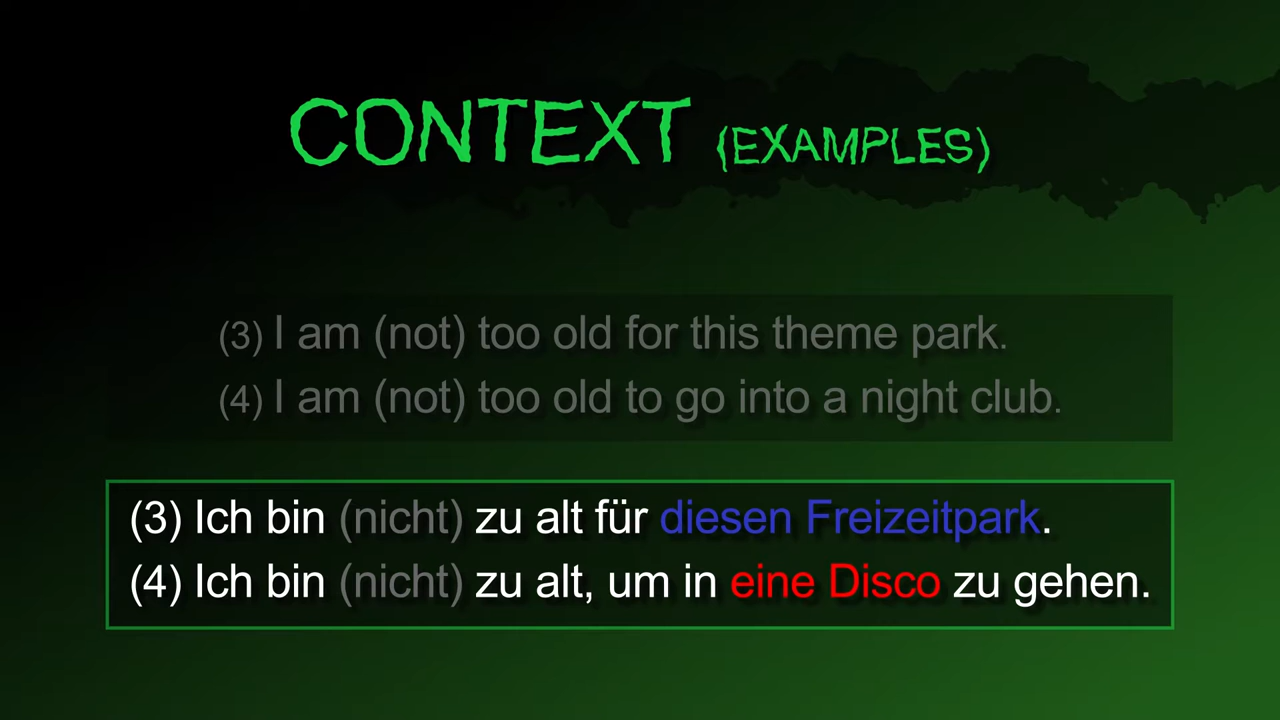 CONTEXT (EXAMPLES)
(3) I am (not) too old for this theme park.
(4) I am (not) too old to go into a night club.
(3) Ich bin (nicht) zu alt für diesen Freizeitpark.
(4) Ich bin (nicht) zu alt, um in eine Disco zu gehen.